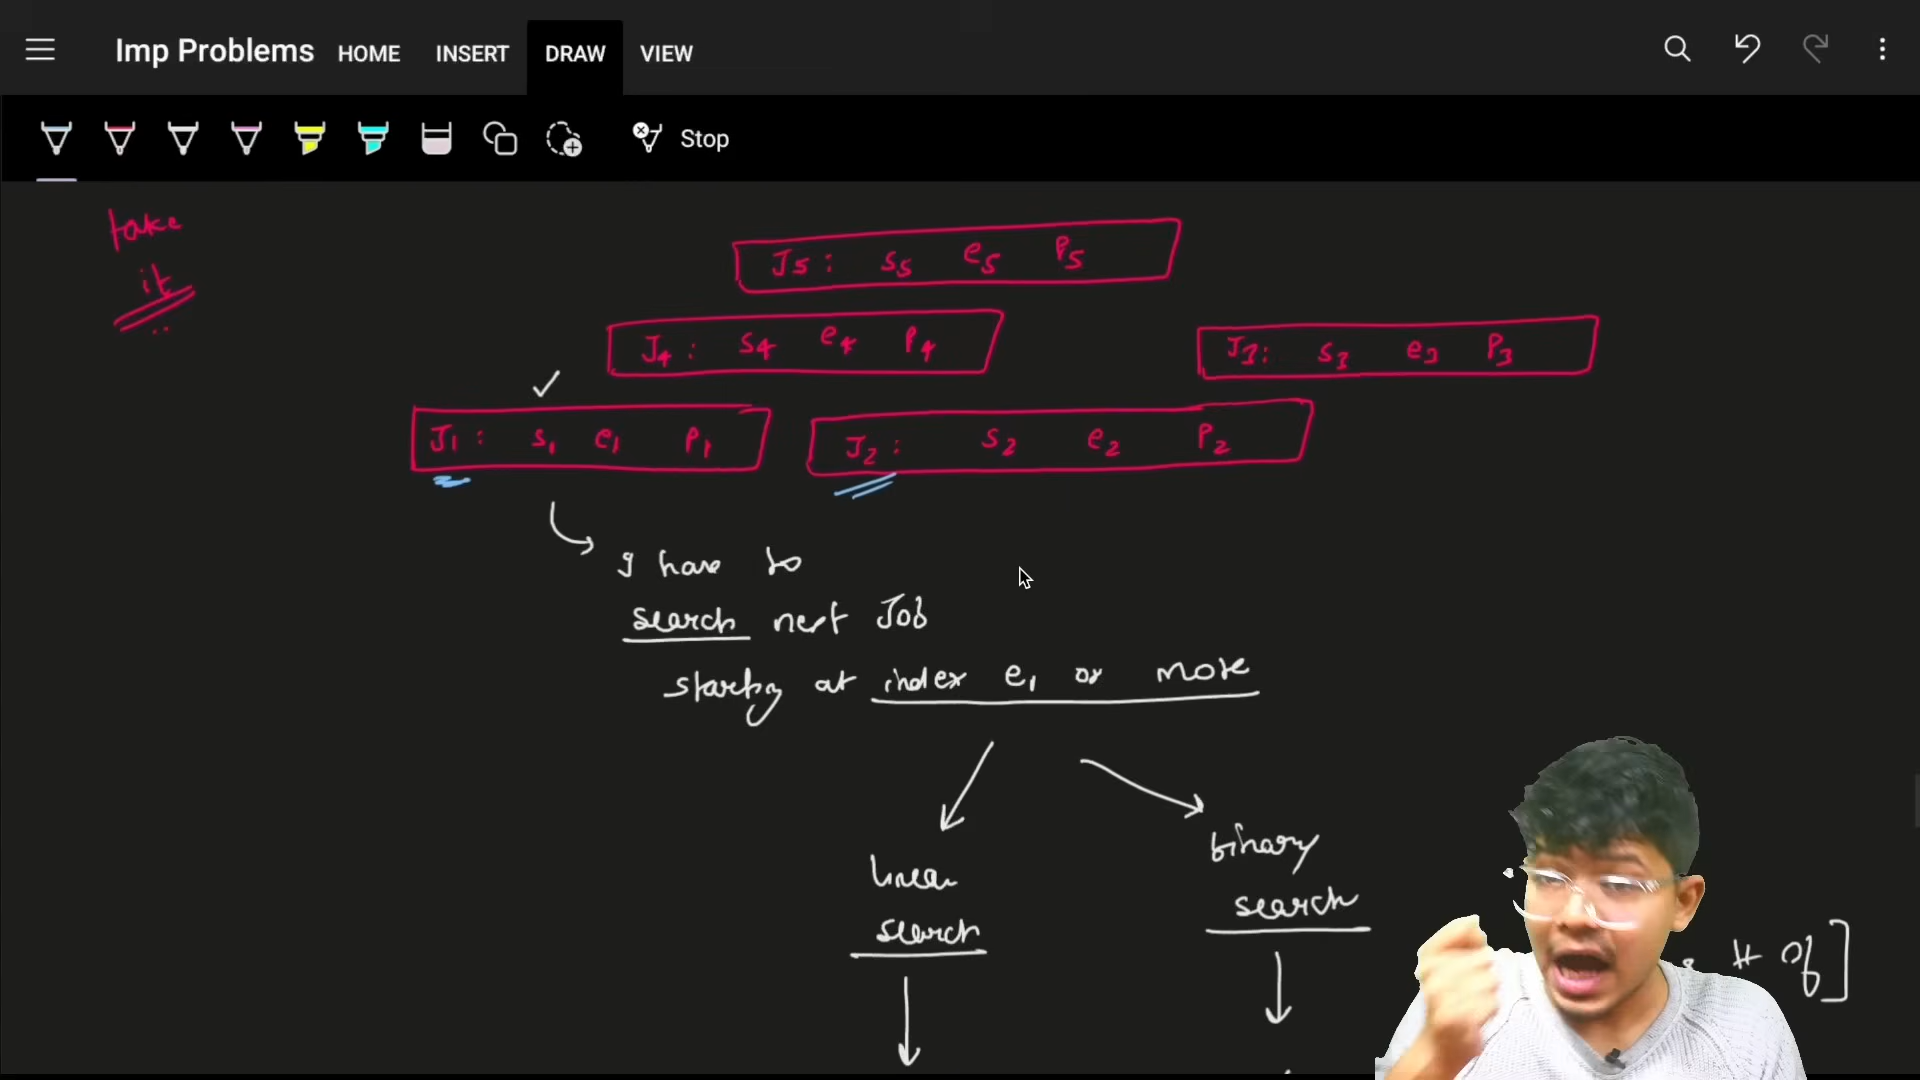 Imp Problems HOME INSERT DRAW VIEW
Stop
take
it
J5 : s5 e5 P5
J4 : s4 e4 P4
J3: s3 e3 P3
J1 : s1 e1 P1
J2 : s2 e2 P2
I have to
search next Job
starting at index e1 or more
linear
search
binary
search
# of]